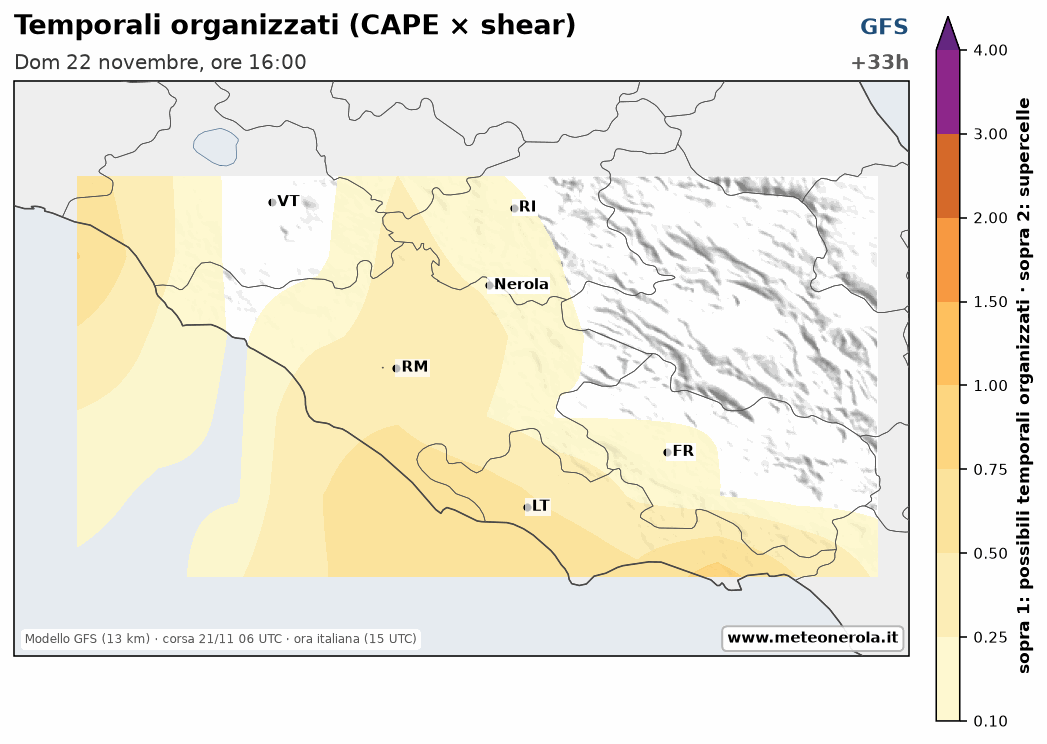 Temporali organizzati (CAPE × shear)
GFS
Dom 22 novembre, ore 16:00
+33h
VT
RI
Nerola
RM
FR
LT
Modello GFS (13 km) · corsa 21/11 06 UTC · ora italiana (15 UTC)
www.meteonerola.it
4.00
3.00
2.00
1.50
1.00
0.75
0.50
0.25
0.10
sopra 1: possibili temporali organizzati · sopra 2: supercelle